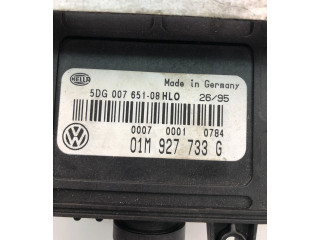 HELLA
Made in Germany
5DG 007 651-08 HLO 26/95
0007 0001 0784
01M 927 733 G